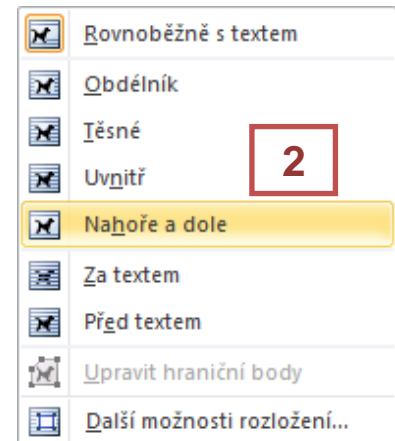 Rovnoběžně s textem
Obdélník
Těsné
Uvnitř
2
Nahoře a dole
Za textem
Před textem
Upravit hraniční body
Další možnosti rozložení...